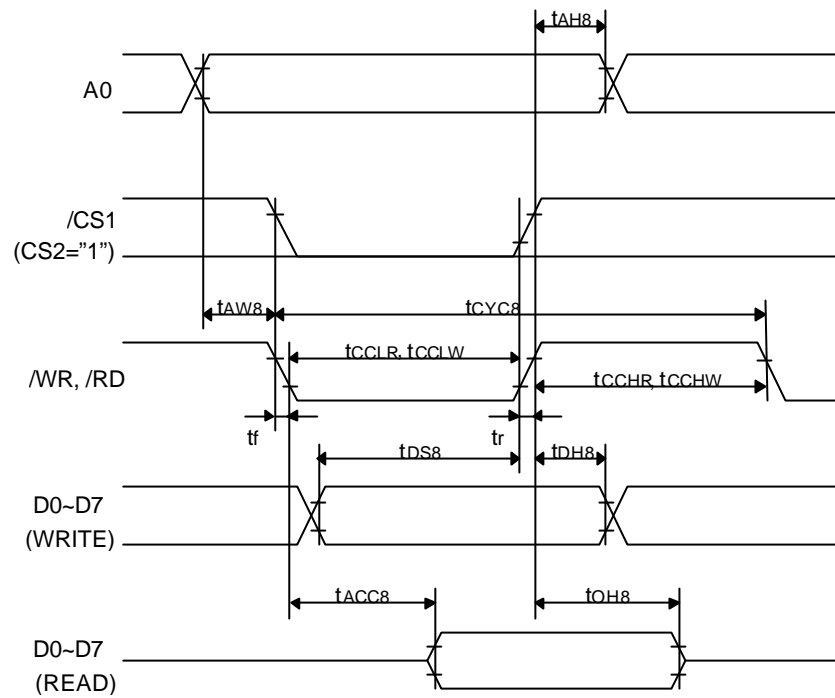 tAH8
A0
/CS1
(CS2="1")
tAW8
tCYC8
tCCLR, tCCLW
/WR, /RD
tCCHR, tCCHW
tf
tr
tDS8
tDH8
D0~D7
(WRITE)
tACC8
tOH8
D0~D7
(READ)